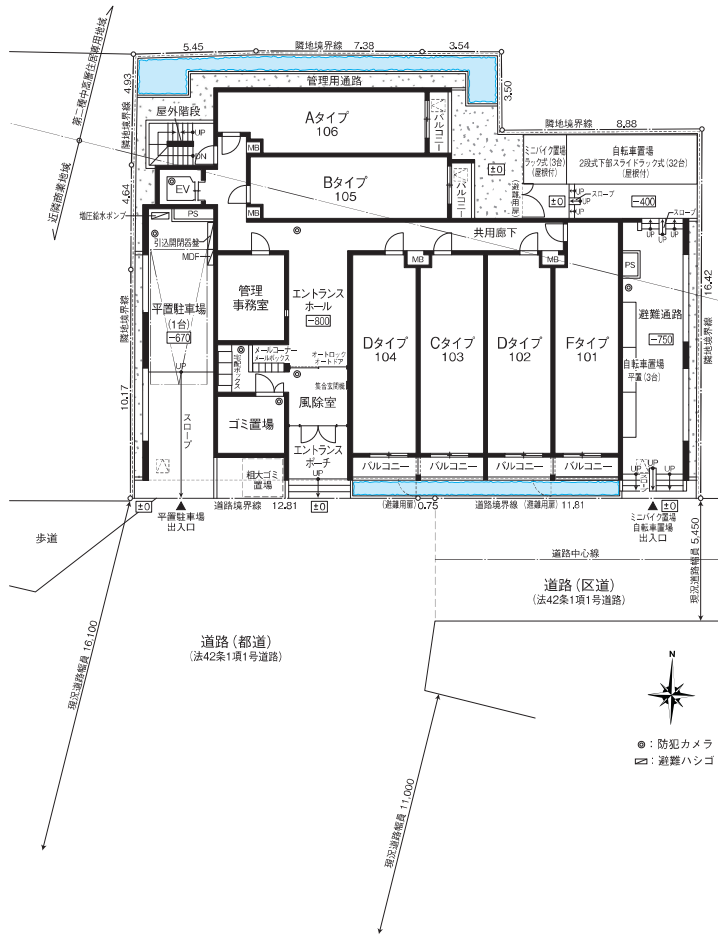 5.45
隣地境界線 7.38
3.54
第二種中高層住居専用地域
近隣商業地域
隣地境界線 4.93
4.64
3.50
管理用通路
屋外階段
UP
DN
Aタイプ
106
バルコニー
MB
隣地境界線 8.88
ミニバイク置場
ラック式(3台)
(屋根付)
自転車置場
2段式下部スライドラック式(32台)
(屋根付)
±0
EV
Bタイプ
105
バルコニー
MB
(避難用扉)
±0
スロープ
UP
-400
増圧給水ポンプ
PS
引込開閉器盤
MDF
共用廊下
MB
MB
スロープ
UP
UP
UP
PS
隣地境界線
10.17
平置駐車場
(1台)
-670
UP
スロープ
管理
事務室
エントランス
ホール
-800
Dタイプ
104
Cタイプ
103
Dタイプ
102
Fタイプ
101
避難通路
-750
自転車置場
平置(3台)
隣地境界線
16.42
宅配ボックス
メールコーナー
メールボックス
オートロック
オートドア
集合玄関機
風除室
ゴミ置場
粗大ゴミ
置場
エントランス
ポーチ
UP
バルコニー
バルコニー
バルコニー
バルコニー
UP
UP
UP
DN
±0
平置駐車場
出入口
道路境界線 12.81
±0
(避難用扉)
0.75
(避難用扉)
道路境界線 11.81
±0
ミニバイク置場
自転車置場
出入口
歩道
道路中心線
現況道路幅員 5.450
道路(区道)
(法42条1項1号道路)
道路(都道)
(法42条1項1号道路)
現況道路幅員 16.100
現況道路幅員 11.000
N
◎:防犯カメラ
:避難ハシゴ